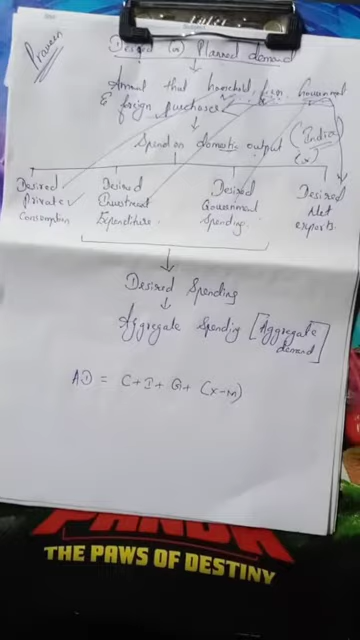 Praveen
Desired (or) Planned demand
Amount that household, firm, Government
& foreign purchases
Spend on domestic output (India)
(x)
Desired Private Consumption
Desired Investment Expenditure.
Desired Government Spending.
Desired Net exports.
Desired Spending
Aggregate Spending [Aggregate demand]
AD = C+I+G+ (x-m)
PANDA
THE PAWS OF DESTINY